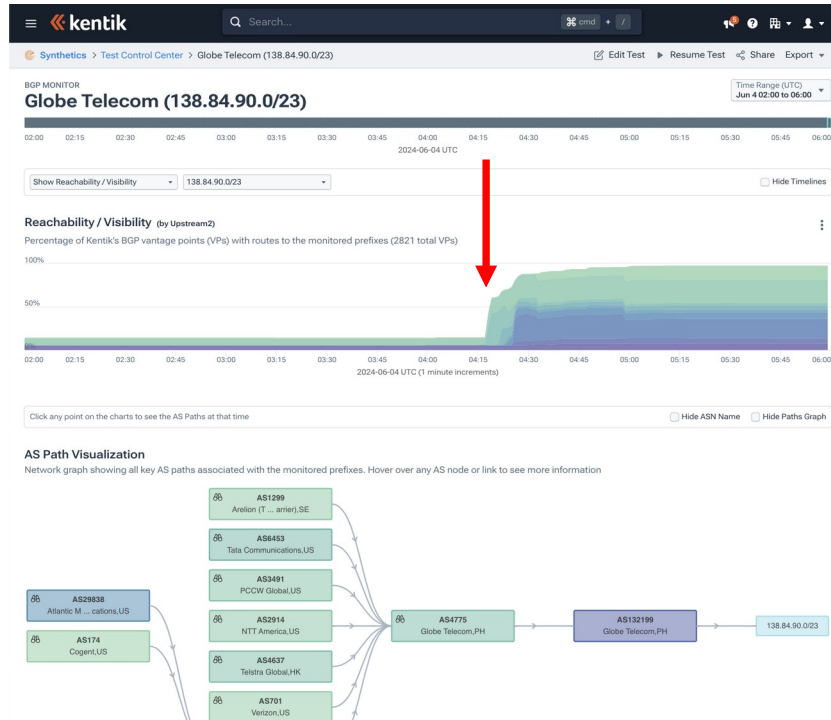 kentik
Search...
⌘ cmd + /
Synthetics > Test Control Center > Globe Telecom (138.84.90.0/23)
Edit Test
Resume Test
Share
Export
BGP MONITOR
Globe Telecom (138.84.90.0/23)
Time Range (UTC)
Jun 4 02:00 to 06:00
02:00 02:15 02:30 02:45 03:00 03:15 03:30 03:45 04:00 04:15 04:30 04:45 05:00 05:15 05:30 05:45 06:00
2024-06-04 UTC
Show Reachability / Visibility
138.84.90.0/23
Hide Timelines
Reachability / Visibility (by Upstream2)
Percentage of Kentik's BGP vantage points (VPs) with routes to the monitored prefixes (2821 total VPs)
100%
50%
0%
02:00 02:15 02:30 02:45 03:00 03:15 03:30 03:45 04:00 04:15 04:30 04:45 05:00 05:15 05:30 05:45 06:00
2024-06-04 UTC (1 minute increments)
Click any point on the charts to see the AS Paths at that time
Hide ASN Name
Hide Paths Graph
AS Path Visualization
Network graph showing all key AS paths associated with the monitored prefixes. Hover over any AS node or link to see more information
AS1299
Arelion (T ... arrier),SE
AS6453
Tata Communications,US
AS3491
PCCW Global,US
AS29838
Atlantic M ... cations,US
AS2914
NTT America,US
AS4775
Globe Telecom,PH
AS132199
Globe Telecom,PH
138.84.90.0/23
AS174
Cogent,US
AS4637
Telstra Global,HK
AS701
Verizon,US